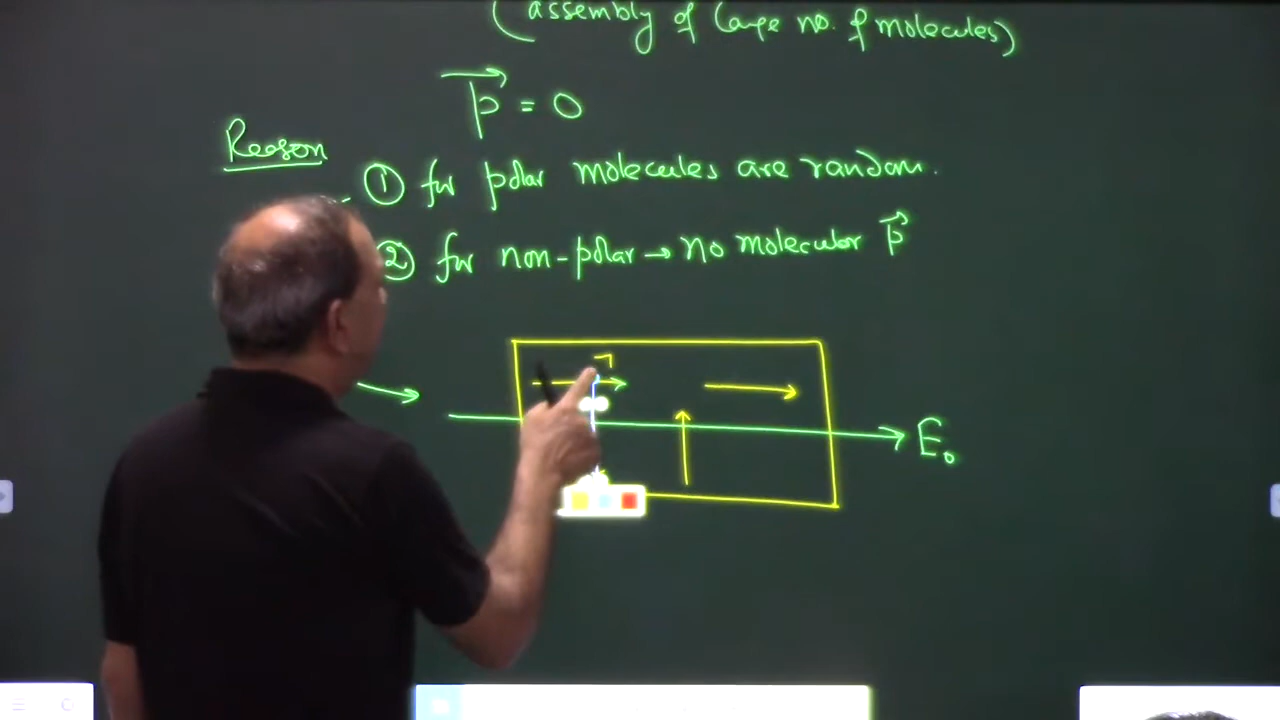 (assembly of large no. of molecules)
p = 0
Reason
① for polar molecules are random.
② for non-polar → no molecular p
E₀